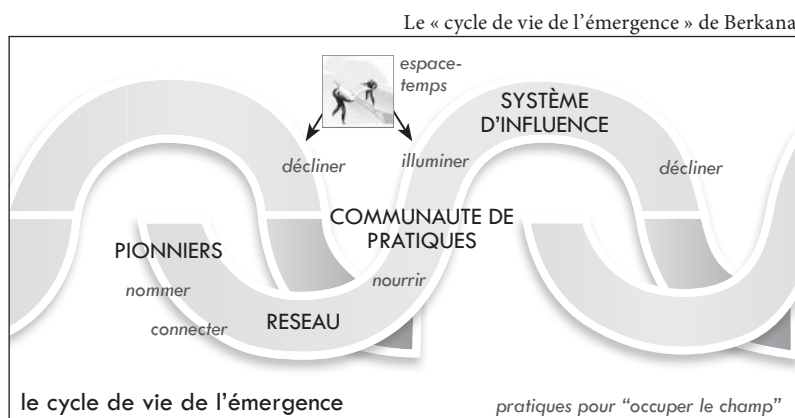 Le « cycle de vie de l’émergence » de Berkana
espace-
temps
SYSTÈME
D’INFLUENCE
décliner
illuminer
décliner
COMMUNAUTE DE
PRATIQUES
PIONNIERS
nourrir
nommer
connecter
RESEAU
le cycle de vie de l’émergence
pratiques pour “occuper le champ”